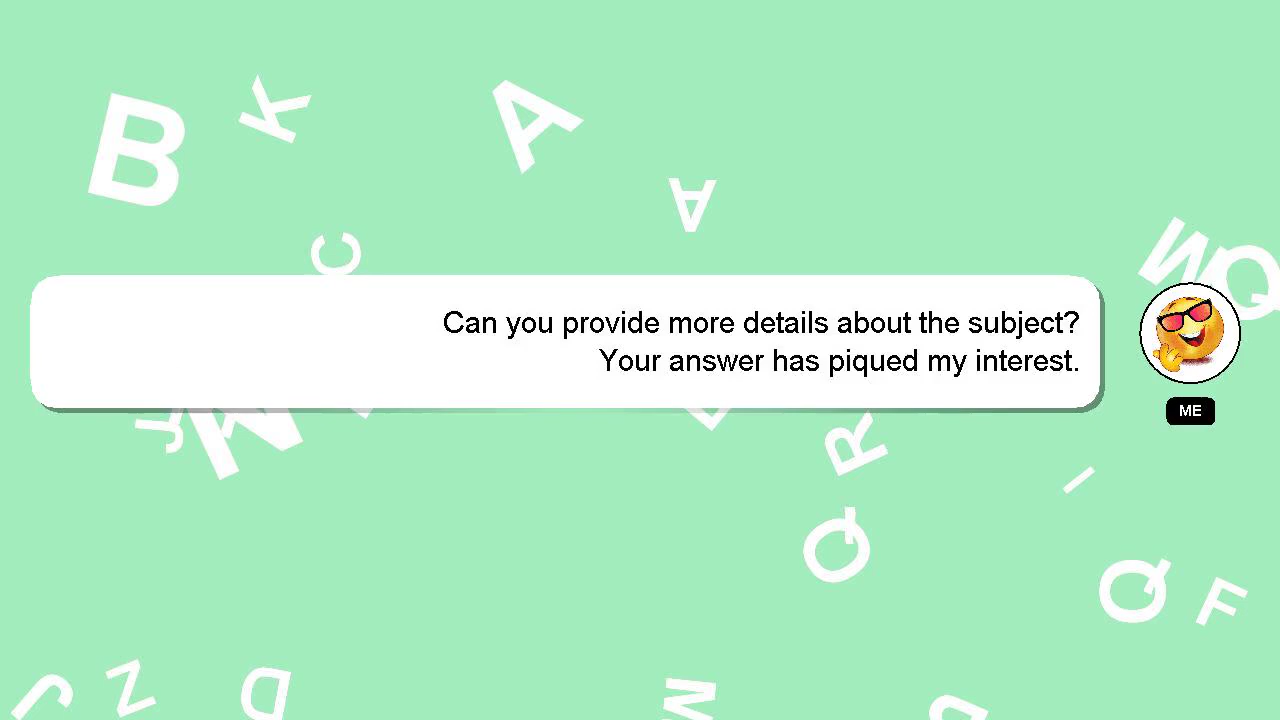 B
K
A
A
C
W
Q
Can you provide more details about the subject?
Your answer has piqued my interest.
ME
J
N
R
I
Q
Q
F
J
Z
D
M